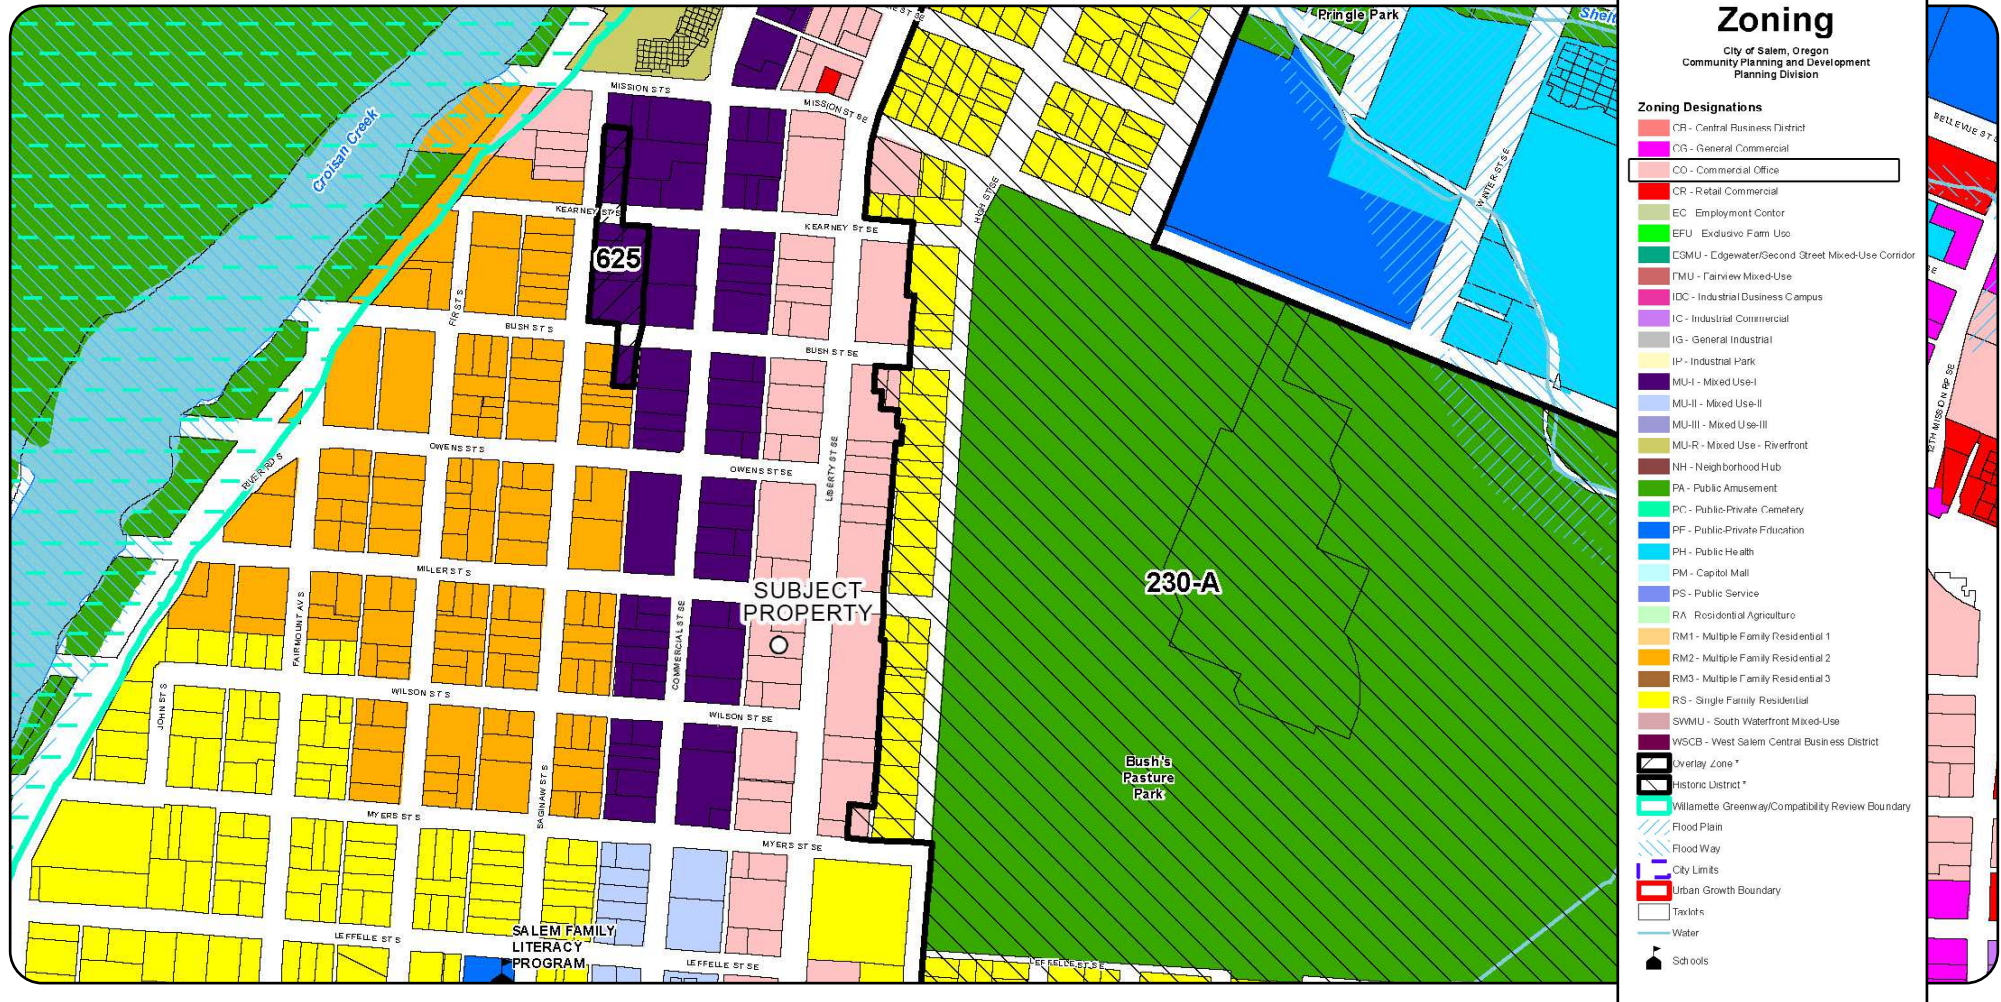 Zoning
City of Salem, Oregon
Community Planning and Development
Planning Division
Zoning Designations
CB - Central Business District
CG - General Commercial
CO - Commercial Office
CR - Retail Commercial
EC Employment Center
EFU Exclusive Farm Use
ESMU - Edgewater/Second Street Mixed-Use Corridor
FMU - Fairview Mixed-Use
IBC - Industrial Business Campus
IC - Industrial Commercial
IG - General Industrial
IP - Industrial Park
MU-I - Mixed Use-I
MU-II - Mixed Use-II
MU-III - Mixed Use-III
MU-R - Mixed Use - Riverfront
NH - Neighborhood Hub
PA - Public Amusement
PC - Public-Private Cemetery
PE - Public-Private Education
PH - Public Health
PM - Capitol Mall
PS - Public Service
RA Residential Agriculture
RM1 - Multiple Family Residential 1
RM2 - Multiple Family Residential 2
RM3 - Multiple Family Residential 3
RS - Single Family Residential
SWMU - South Waterfront Mixed-Use
WSCB - West Salem Central Business District
Overlay Zone *
Historic District *
Willamette Greenway/Compatibility Review Boundary
Flood Plain
Flood Way
City Limits
Urban Growth Boundary
Taxlots
Water
Schools
Pringle Park
Croisan Creek
MISSION ST S
MISSION ST SE
KEARNEY ST S
KEARNEY ST SE
HIGH ST SE
WINTER ST SE
BELLEVUE ST
625
FIR ST S
BUSH ST S
BUSH ST SE
12TH MISSION RP SE
OWENS ST S
OWENS ST SE
LIBERTY ST SE
RIVER RD S
MILLER ST S
SUBJECT
PROPERTY
230-A
FAIRMOUNT AV S
COMMERCIAL ST SE
JOHN ST S
WILSON ST S
WILSON ST SE
SAGINAW ST S
Bush's
Pasture
Park
MYERS ST S
MYERS ST SE
SALEM FAMILY
LITERACY
PROGRAM
LEFFELLE ST S
LEFFELLE ST SE
LEFFELLE ST SE